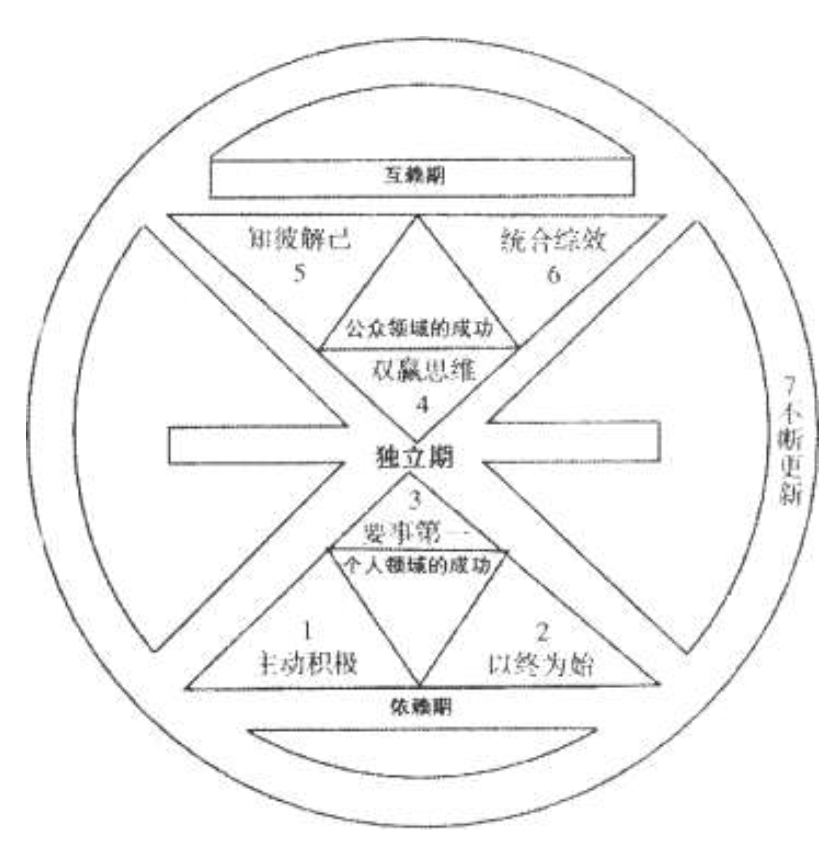 互赖期
知彼解己
5
统合综效
6
公众领域的成功
双赢思维
4
7不断更新
独立期
3
要事第一
个人领域的成功
1
主动积极
2
以终为始
依赖期